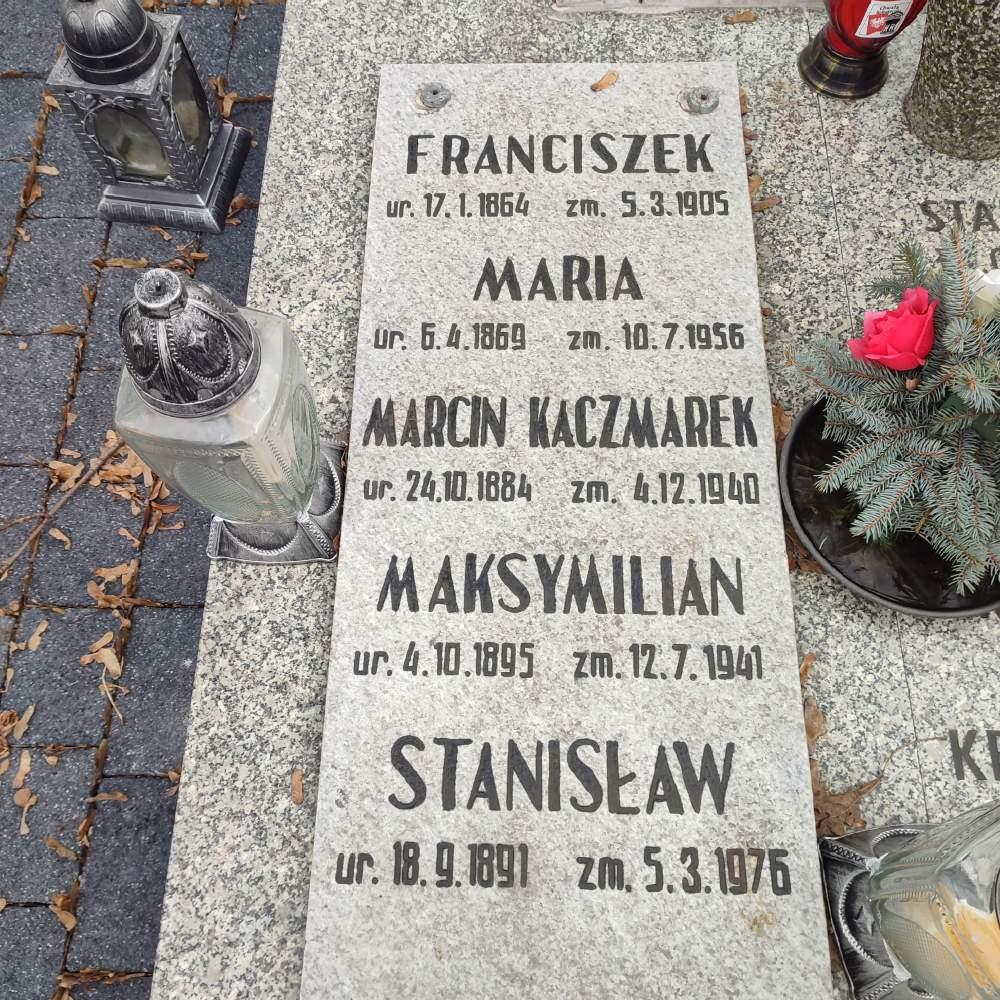 FRANCISZEK
ur. 17.1.1864 zm. 5.3.1905
MARIA
ur. 6.4.1869 zm. 10.7.1956
MARCIN KACZMAREK
ur. 24.10.1884 zm. 4.12.1940
MAKSYMILIAN
ur. 4.10.1895 zm. 12.7.1941
STANISŁAW
ur. 18.9.1891 zm. 5.3.1976